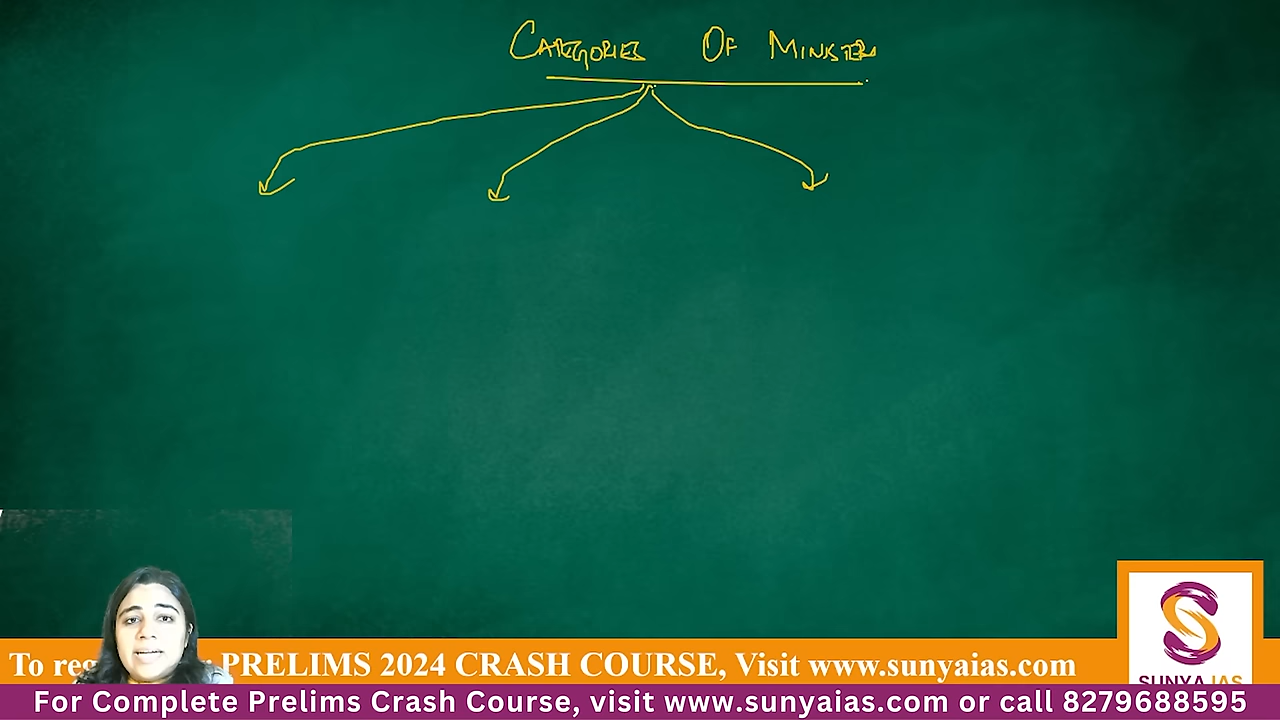 CATEGORIES OF MINISTER
To reg : PRELIMS 2024 CRASH COURSE, Visit www.sunyaias.com
SUNYA IAS
For Complete Prelims Crash Course, visit www.sunyaias.com or call 8279688595